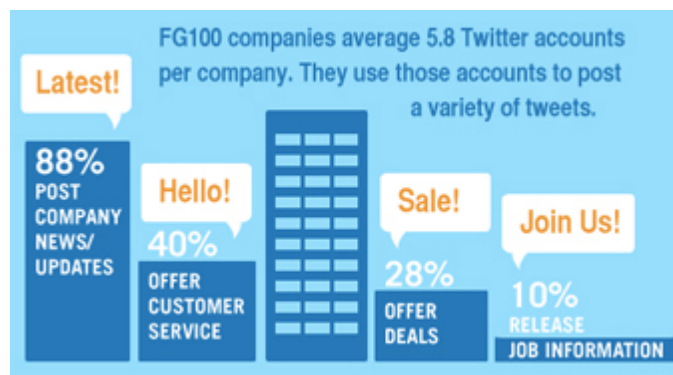 FG100 companies average 5.8 Twitter accounts
per company. They use those accounts to post
a variety of tweets.
Latest!
88%
POST
COMPANY
NEWS/
UPDATES
Hello!
40%
OFFER
CUSTOMER
SERVICE
Sale!
28%
OFFER
DEALS
Join Us!
10%
RELEASE
JOB INFORMATION